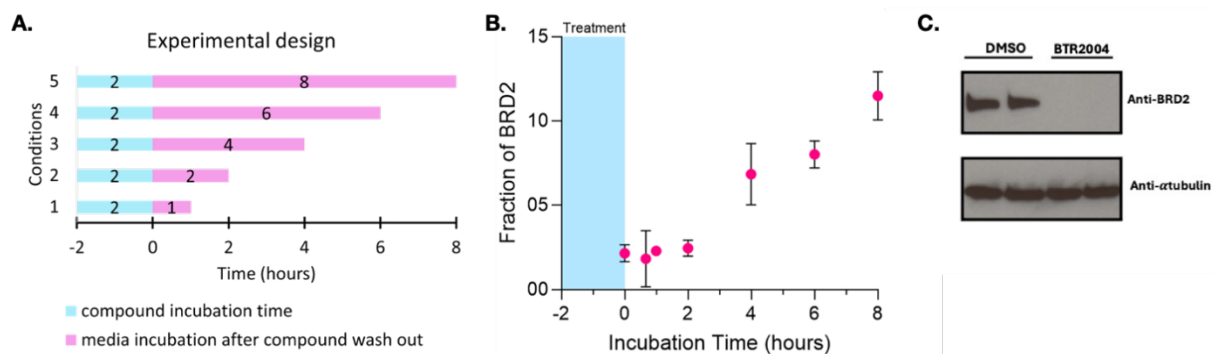 A.
Experimental design
Conditions
5
2
8
4
2
6
3
2
4
2
2
2
1
2
1
-2
0
2
4
6
8
Time (hours)
compound incubation time
media incubation after compound wash out
B.
Treatment
Fraction of BRD2
15
10
05
00
-2
0
2
4
6
8
Incubation Time (hours)
C.
DMSO
BTR2004
Anti-BRD2
Anti-αtubulin